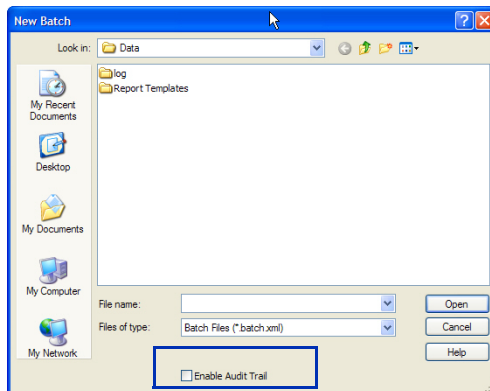 New Batch
Look in: Data
log
Report Templates
My Recent
Documents
Desktop
My Documents
My Computer
My Network
File name: Open
Files of type: Batch Files (*.batch.xml) Cancel
Help
Enable Audit Trail